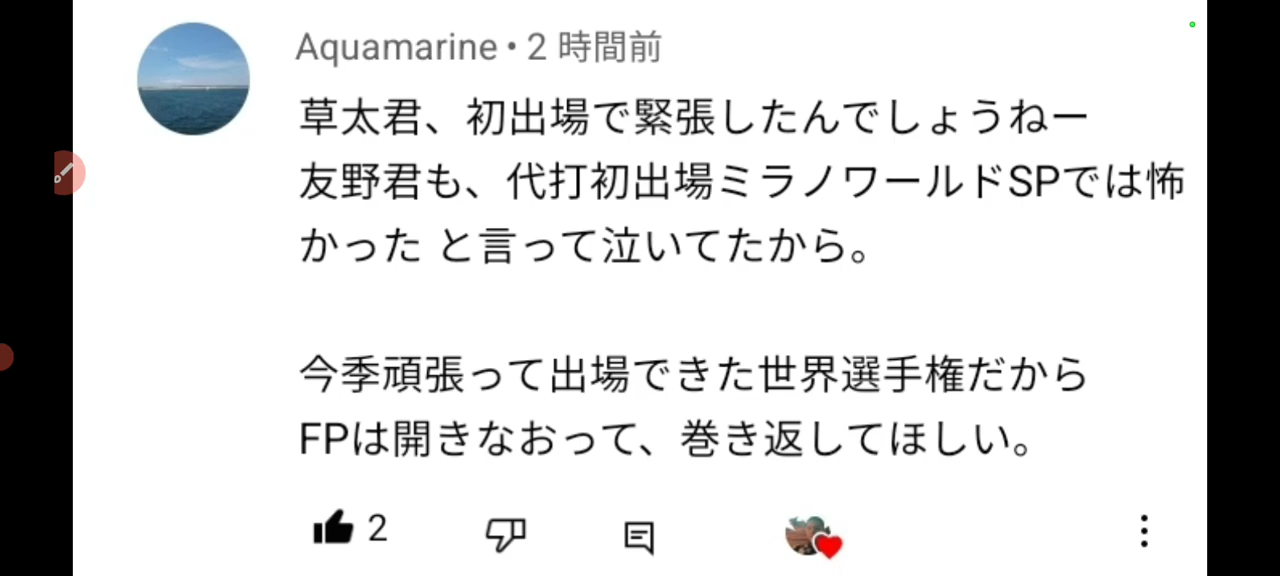 Aquamarine • 2 時間前
草太君、初出場で緊張したんでしょうねー
友野君も、代打初出場ミラノワールドSPでは怖
かった と言って泣いてたから。
今季頑張って出場できた世界選手権だから
FPは開きなおって、巻き返してほしい。
2